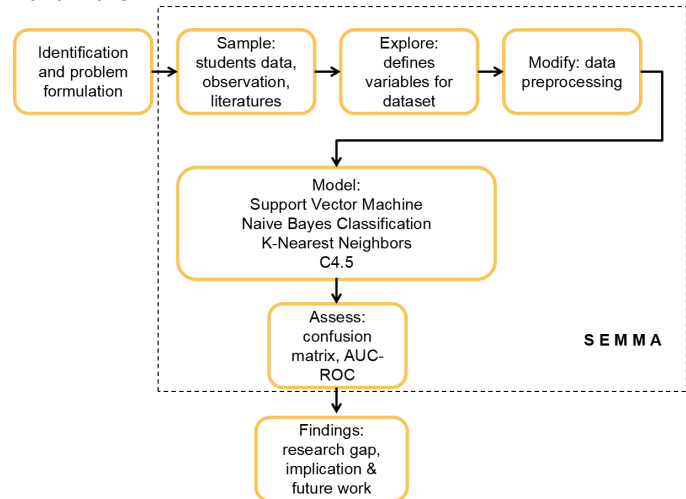 Identification
and problem
formulation
Sample:
students data,
observation,
literatures
Explore:
defines
variables for
dataset
Modify: data
preprocessing
Model:
Support Vector Machine
Naive Bayes Classification
K-Nearest Neighbors
C4.5
Assess:
confusion
matrix, AUC-
ROC
SEMMA
Findings:
research gap,
implication &
future work